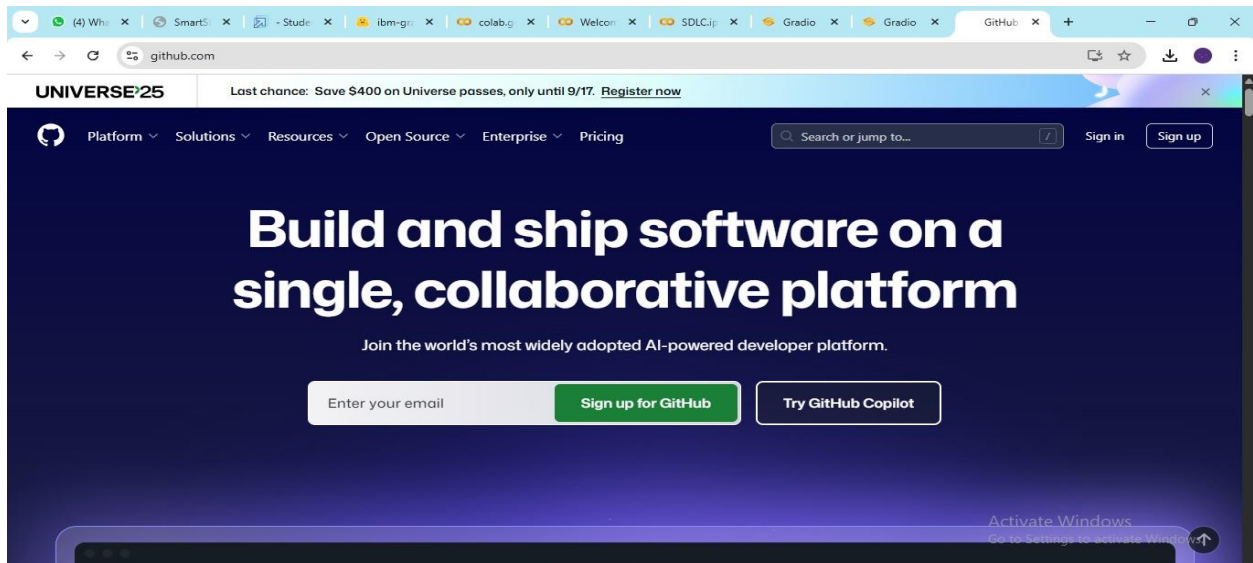 (4) Wha
SmartS
- Stude
ibm-gra
colab.g
Welcom
SDLC.ip
Gradio
Gradio
GitHub
github.com
UNIVERSE'25
Last chance: Save $400 on Universe passes, only until 9/17. Register now
Platform Solutions Resources Open Source Enterprise Pricing
Search or jump to...
/
Sign in
Sign up
Build and ship software on a
single, collaborative platform
Join the world's most widely adopted AI-powered developer platform.
Enter your email
Sign up for GitHub
Try GitHub Copilot
Activate Windows
Go to Settings to activate Windows.